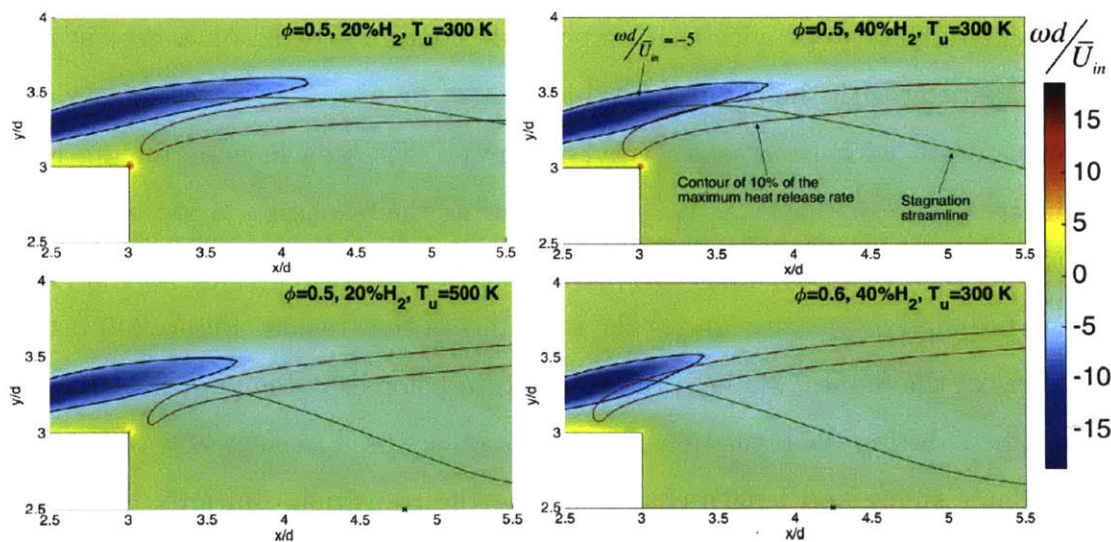 ϕ=0.5, 20%H₂, Tᵤ=300 K
4
3.5
3
2.5
y/d
2.5 3 3.5 4 4.5 5 5.5
x/d
ωd/Ū_in = −5
ϕ=0.5, 40%H₂, Tᵤ=300 K
4
3.5
3
2.5
y/d
Contour of 10% of the
maximum heat release rate
Stagnation
streamline
2.5 3 3.5 4 4.5 5 5.5
x/d
ωd/Ū_in
15
10
5
0
-5
-10
-15
ϕ=0.5, 20%H₂, Tᵤ=500 K
4
3.5
3
2.5
y/d
2.5 3 3.5 4 4.5 5 5.5
x/d
ϕ=0.6, 40%H₂, Tᵤ=300 K
4
3.5
3
2.5
y/d
2.5 3 3.5 4 4.5 5 5.5
x/d